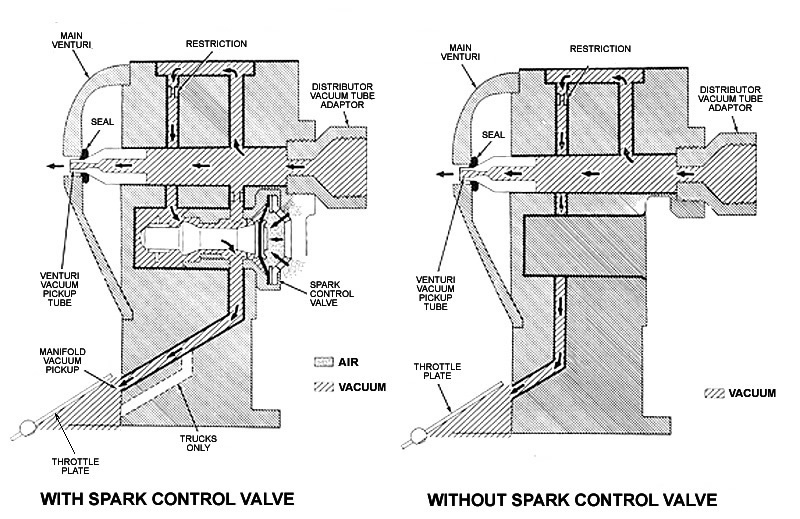 MAIN
VENTURI
RESTRICTION
DISTRIBUTOR
VACUUM TUBE
ADAPTOR
SEAL
VENTURI
VACUUM
PICKUP
TUBE
SPARK
CONTROL
VALVE
MANIFOLD
VACUUM
PICKUP
AIR
VACUUM
TRUCKS
ONLY
THROTTLE
PLATE
WITH SPARK CONTROL VALVE
MAIN
VENTURI
RESTRICTION
DISTRIBUTOR
VACUUM TUBE
ADAPTOR
SEAL
VENTURI
VACUUM
PICKUP
TUBE
THROTTLE
PLATE
VACUUM
WITHOUT SPARK CONTROL VALVE